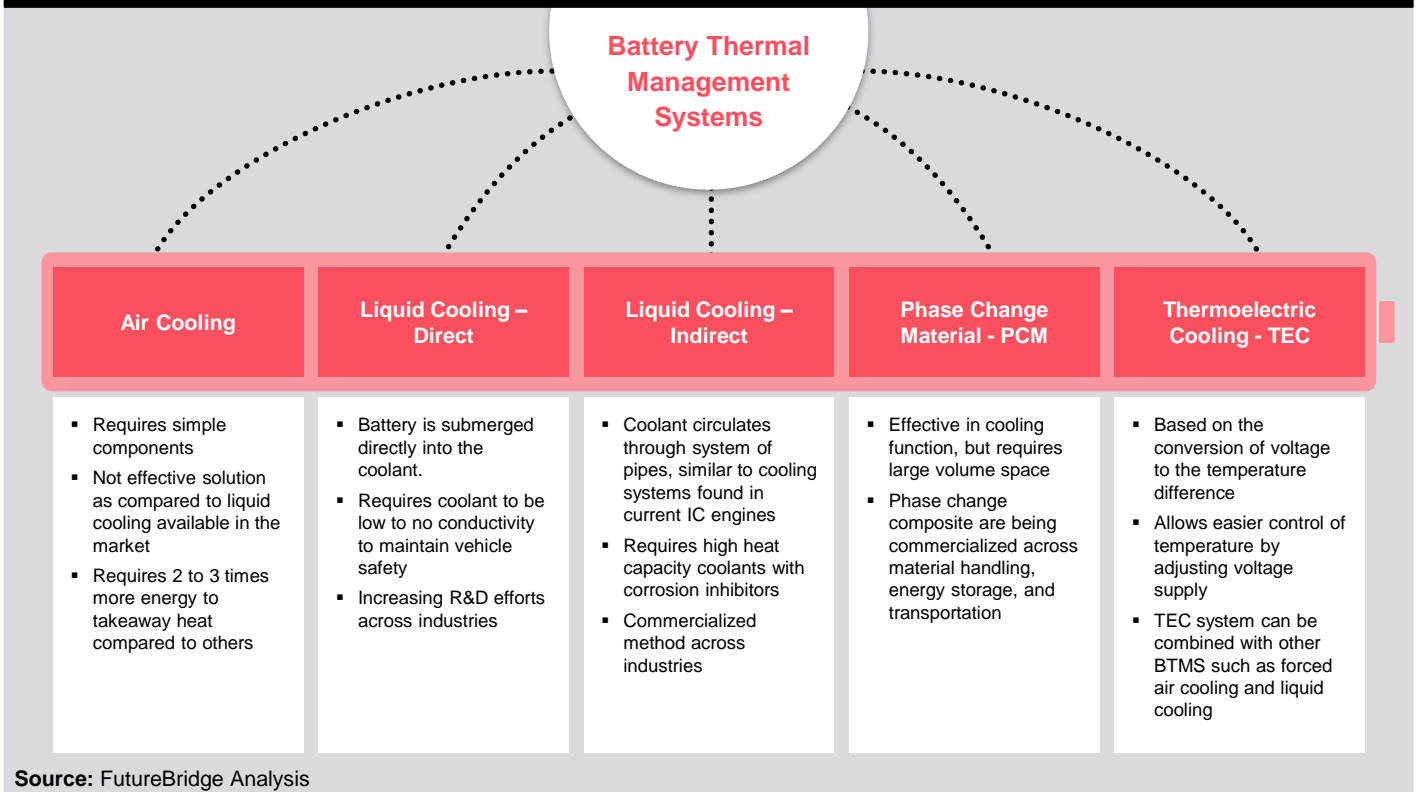 Battery Thermal
Management
Systems
Air Cooling
Liquid Cooling –
Direct
Liquid Cooling –
Indirect
Phase Change
Material - PCM
Thermoelectric
Cooling - TEC
▪ Requires simple
components
▪ Not effective solution
as compared to liquid
cooling available in the
market
▪ Requires 2 to 3 times
more energy to
takeaway heat
compared to others
▪ Battery is submerged
directly into the
coolant.
▪ Requires coolant to be
low to no conductivity
to maintain vehicle
safety
▪ Increasing R&D efforts
across industries
▪ Coolant circulates
through system of
pipes, similar to cooling
systems found in
current IC engines
▪ Requires high heat
capacity coolants with
corrosion inhibitors
▪ Commercialized
method across
industries
▪ Effective in cooling
function, but requires
large volume space
▪ Phase change
composite are being
commercialized across
material handling,
energy storage, and
transportation
▪ Based on the
conversion of voltage
to the temperature
difference
▪ Allows easier control of
temperature by
adjusting voltage
supply
▪ TEC system can be
combined with other
BTMS such as forced
air cooling and liquid
cooling
Source: FutureBridge Analysis